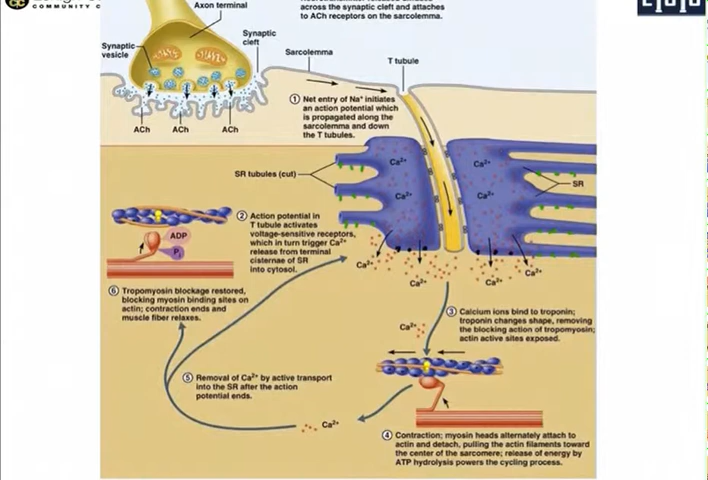 COMMUNITY C
across the synaptic cleft and attaches
to ACh receptors on the sarcolemma.
Axon terminal
Synaptic
vesicle
Synaptic
cleft
Sarcolemma
T tubule
ACh
ACh
ACh
① Net entry of Na⁺ initiates
an action potential which
is propagated along the
sarcolemma and down
the T tubules.
SR tubules (cut)
Ca²⁺
Ca²⁺
Ca²⁺
Ca²⁺
SR
ADP
Pᵢ
② Action potential in
T tubule activates
voltage-sensitive receptors,
which in turn trigger Ca²⁺
release from terminal
cisternae of SR
into cytosol.
Ca²⁺
Ca²⁺
Ca²⁺
Ca²⁺
⑥ Tropomyosin blockage restored,
blocking myosin binding sites on
actin; contraction ends and
muscle fiber relaxes.
③ Calcium ions bind to troponin;
troponin changes shape, removing
the blocking action of tropomyosin;
actin active sites exposed.
Ca²⁺
⑤ Removal of Ca²⁺ by active transport
into the SR after the action
potential ends.
Ca²⁺
④ Contraction; myosin heads alternately attach to
actin and detach, pulling the actin filaments toward
the center of the sarcomere; release of energy by
ATP hydrolysis powers the cycling process.